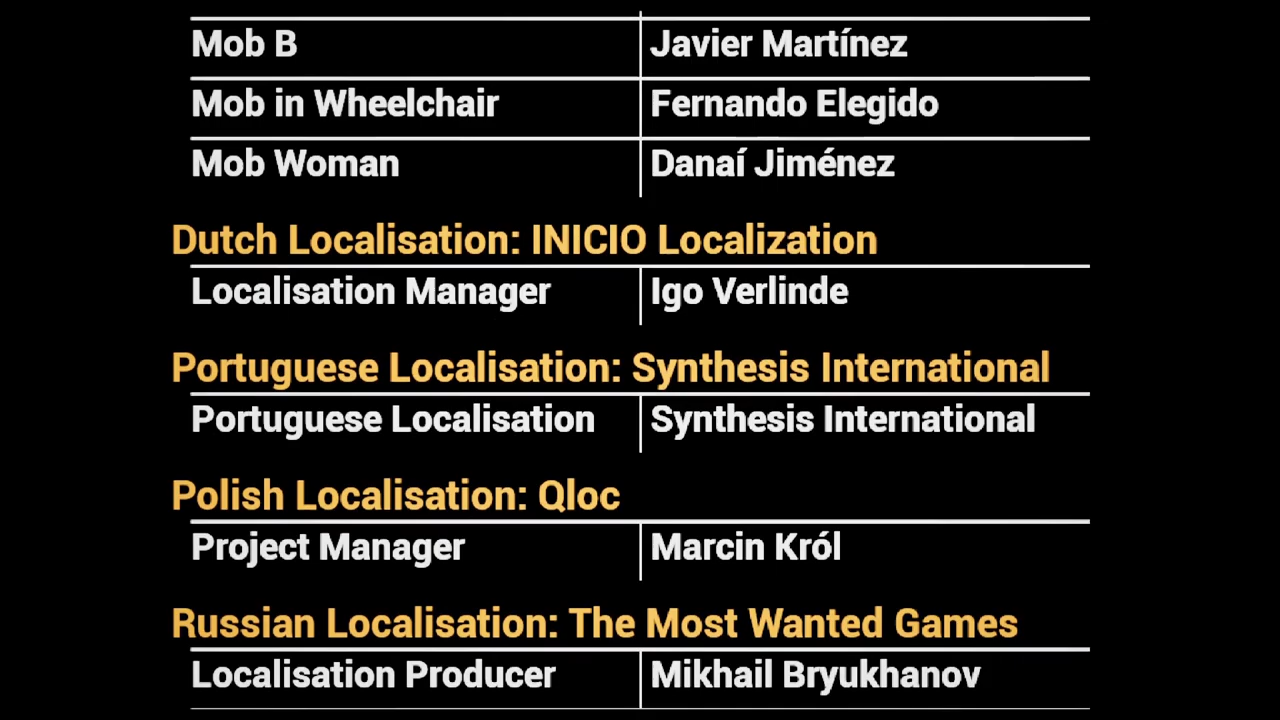 Mob B Javier Martínez
Mob in Wheelchair Fernando Elegido
Mob Woman Danaí Jiménez
Dutch Localisation: INICIO Localization
Localisation Manager Igo Verlinde
Portuguese Localisation: Synthesis International
Portuguese Localisation Synthesis International
Polish Localisation: Qloc
Project Manager Marcin Król
Russian Localisation: The Most Wanted Games
Localisation Producer Mikhail Bryukhanov